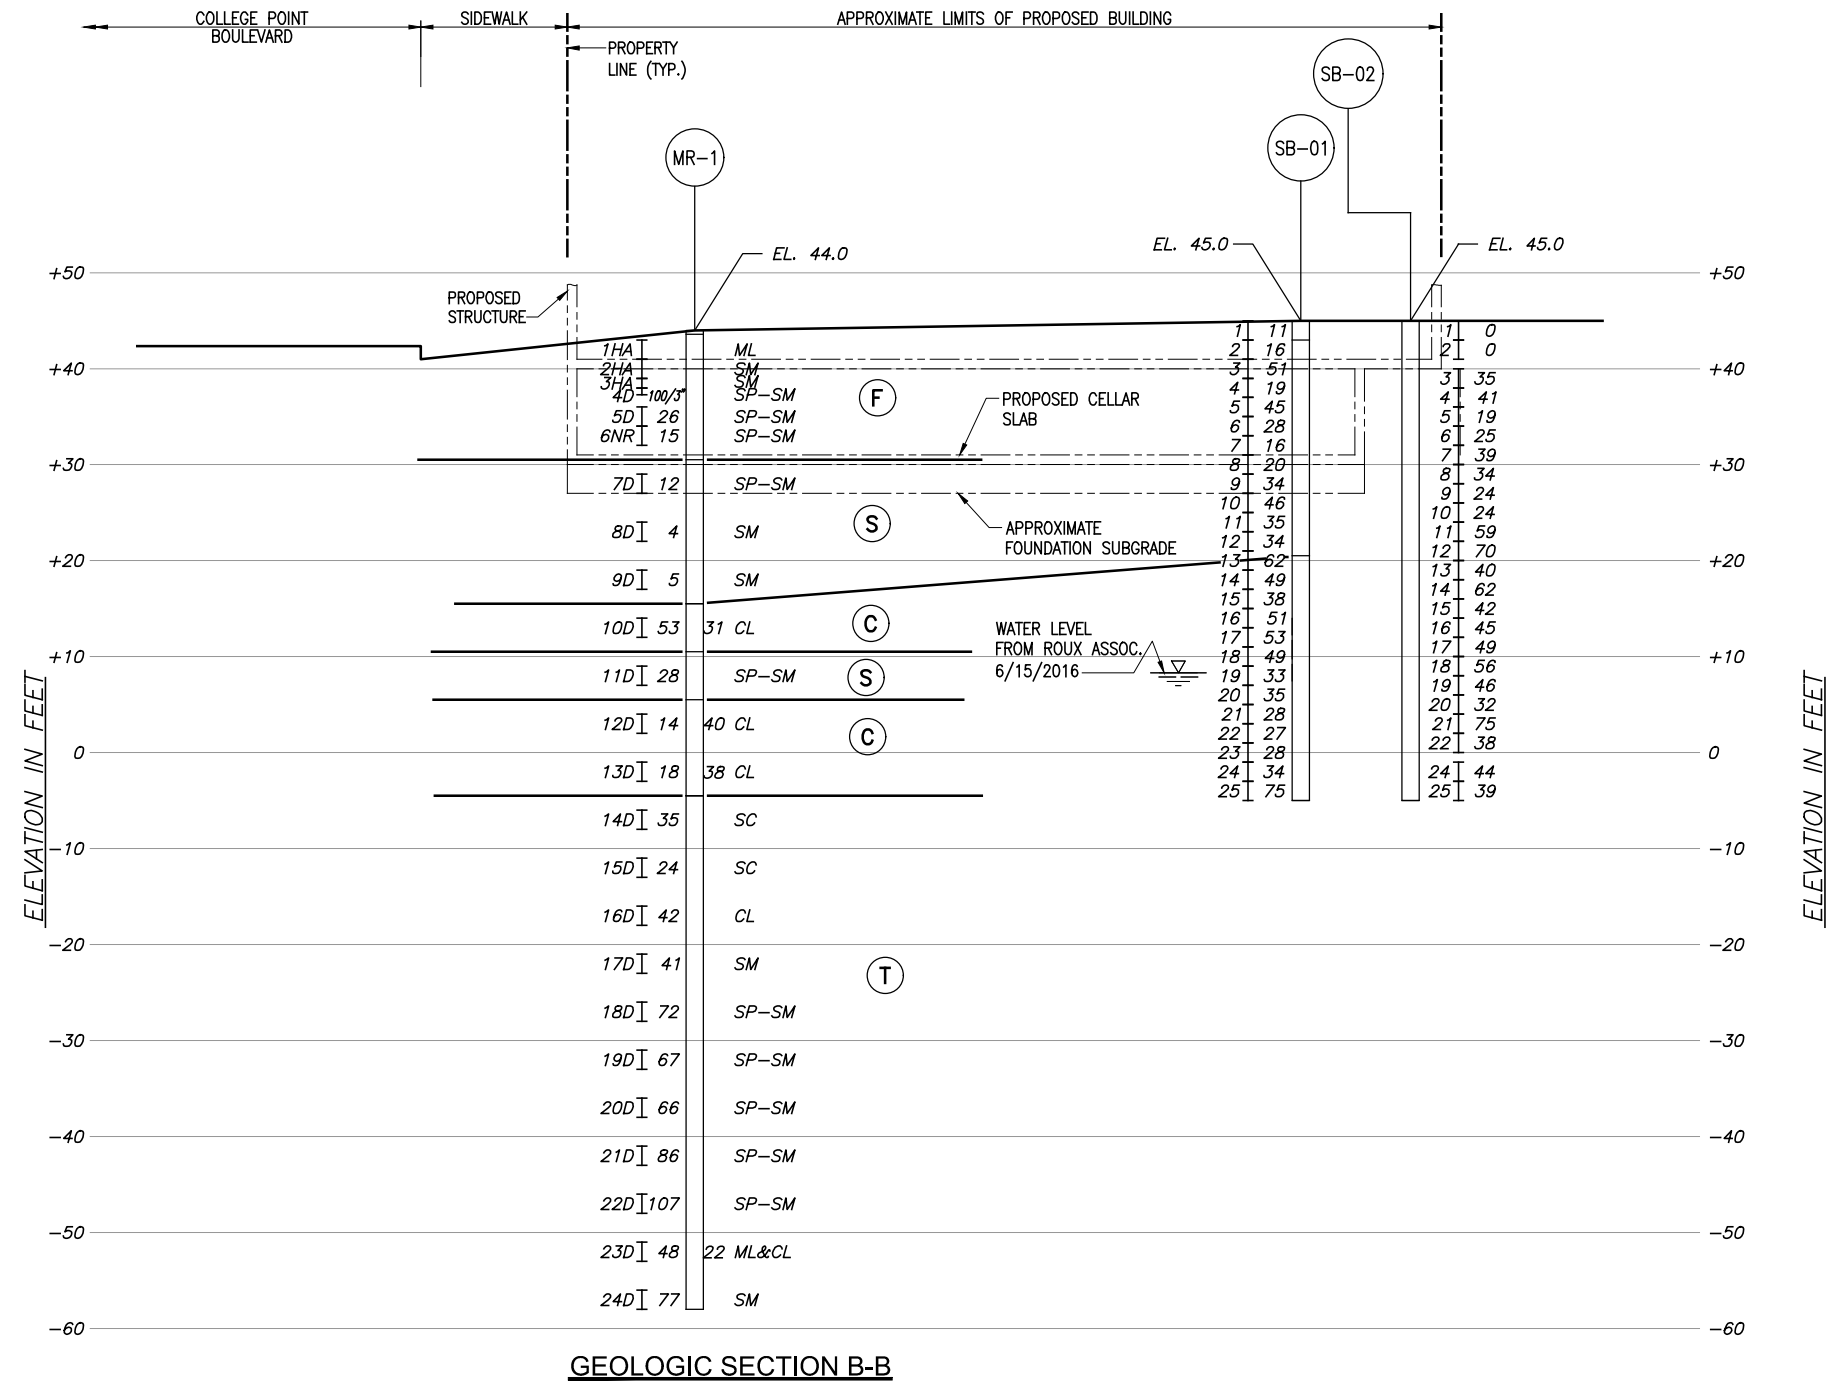 COLLEGE POINT
BOULEVARD
SIDEWALK
APPROXIMATE LIMITS OF PROPOSED BUILDING
PROPERTY
LINE (TYP.)
SB-02
MR-1
SB-01
EL. 44.0
EL. 45.0
EL. 45.0
+50
+50
PROPOSED
STRUCTURE
1 11
1 0
1HA ML
2 16
2 0
+40
2HA SM
3 51
+40
3HA SM
3 35
4D 100/3" SP-SM
4 19
F
PROPOSED CELLAR
SLAB
4 41
5D 26 SP-SM
5 45
5 19
6 28
6NR 15 SP-SM
6 25
7 16
7 39
+30
8 20
+30
8 34
7D 12 SP-SM
9 34
9 24
10 46
10 24
S
11 35
APPROXIMATE
FOUNDATION SUBGRADE
8D 4 SM
11 59
12 34
12 70
+20
13 62
+20
13 40
9D 5 SM
14 49
14 62
15 38
15 42
16 51
C
10D 53 31 CL
WATER LEVEL
FROM ROUX ASSOC.
6/15/2016
16 45
17 53
17 49
+10
18 49
+10
18 56
11D 28 SP-SM
S
19 33
19 46
20 35
20 32
21 28
12D 14 40 CL
21 75
C
22 27
22 38
0
23 28
0
13D 18 38 CL
24 34
24 44
25 75
25 39
14D 35 SC
-10
-10
15D 24 SC
16D 42 CL
-20
-20
17D 41 SM
T
18D 72 SP-SM
-30
-30
19D 67 SP-SM
20D 66 SP-SM
-40
-40
21D 86 SP-SM
22D 107 SP-SM
-50
-50
23D 48 22 ML&CL
24D 77 SM
-60
-60
ELEVATION IN FEET
ELEVATION IN FEET
GEOLOGIC SECTION B-B